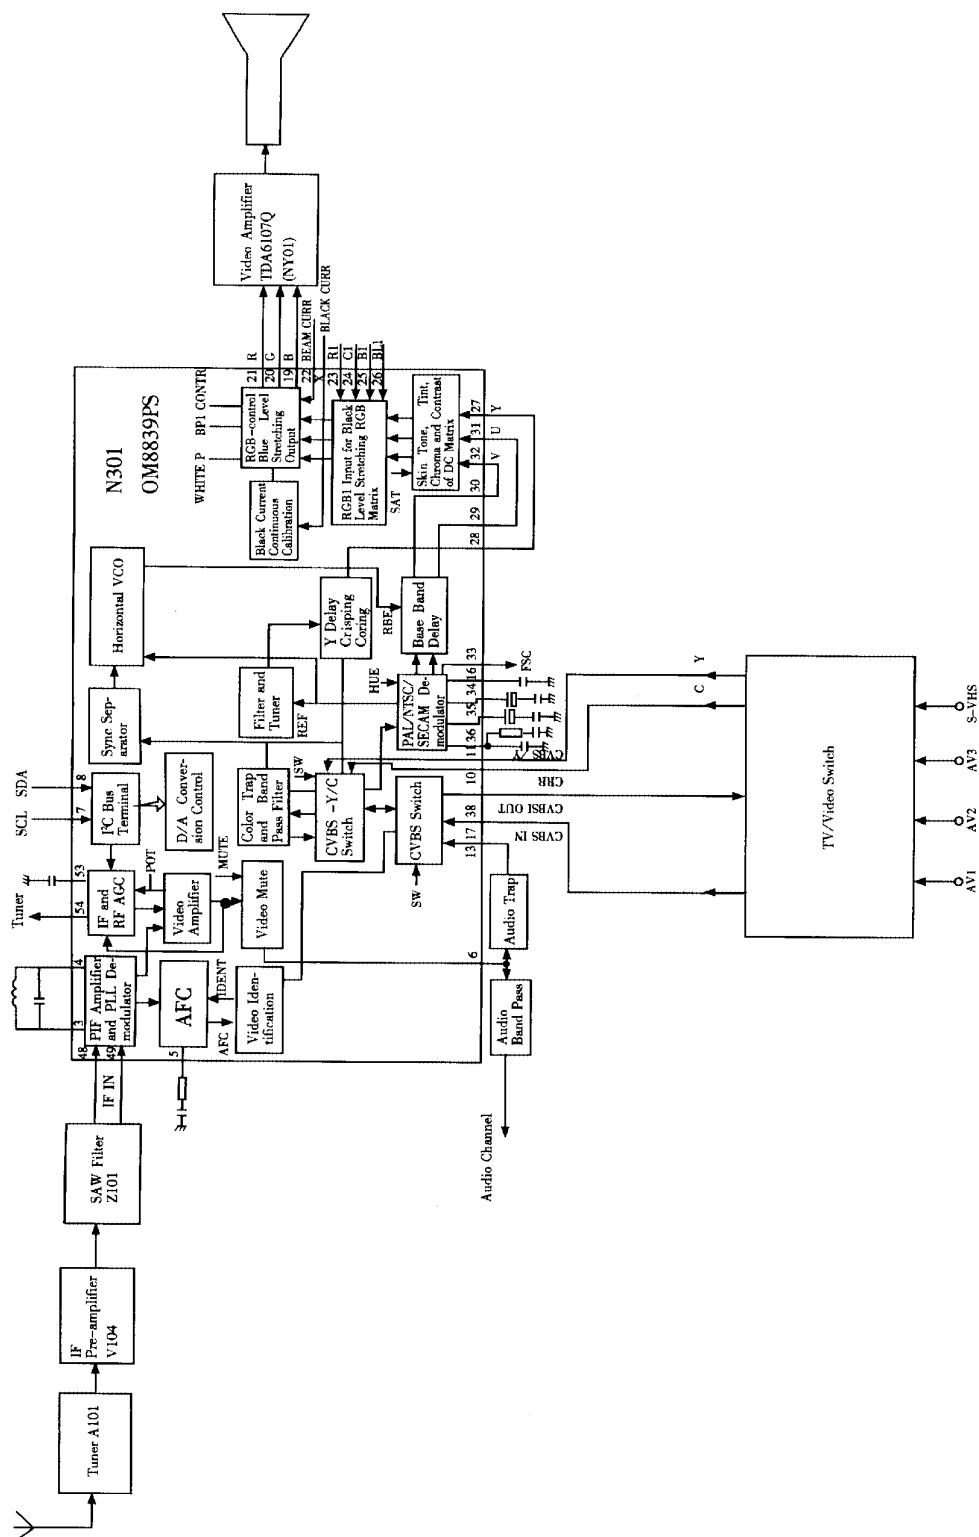 Tuner A101
IF
Pre-amplifier
V104
SAW Filter
Z101
IF IN
48
49
3
4
PIF Amplifier
and PLL De-
modulator
Tuner
54
53
IF and
RF AGC
POT
Video
Amplifier
MUTE
Video Mute
AFC
5
AFC
IDENT
Video Iden-
tification
SCL
SDA
7
8
I²C Bus
Terminal
D/A Conver-
sion Control
Sync Sep-
arator
Horizontal VCO
N301
OM8839PS
Color Trap
and Band
Pass Filter
Filter and
Tuner
REF
Y Delay
Crisping
Coring
SW
CVBS -Y/C
Switch
SW
CVBS Switch
HUE
PAL/NTSC/
SECAM De-
modulator
RBE
Base Band
Delay
WHITE P
BP1 CONTR
Black Current
Continuous
Calibration
RGB-control
Blue Level
Stretching
Output
21 R
20 G
19 B
22 BEAM CURR
BLACK CURR
Video Amplifier
TDA6107Q
(NY01)
RGB1 Input for Black
Level Stretching RGB
Matrix
23 R1
24 C1
25 B1
26 BL1
SAT
Skin Tone, Tint,
Chroma and Contrast
of DC Matrix
6
13
17
38
10
11
36
35
34
16
33
28
29
30
32
31
27
V
U
Y
FSC
CVBS
/Y
CRR
CVBSI OUT
CVBS IN
Audio Trap
Audio
Band Pass
Audio Channel
C
Y
TV/Video Switch
AV1
AV2
AV3
S-VHS